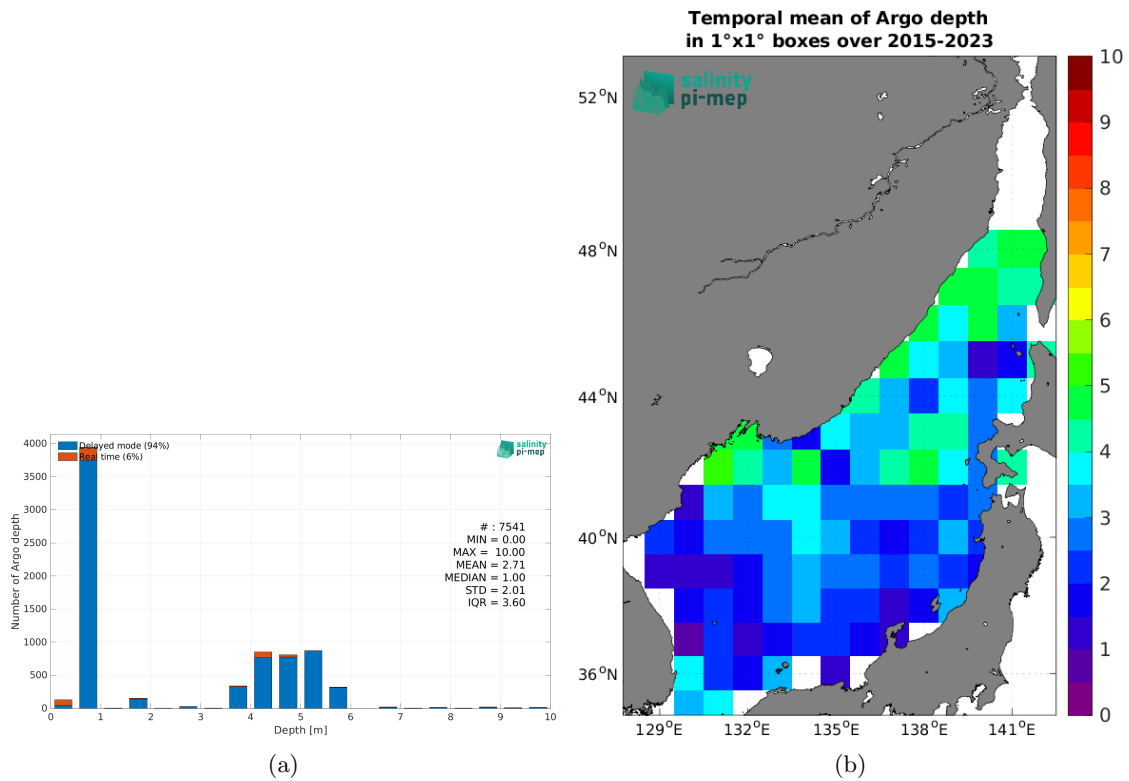 Delayed mode (94%)
Real time (6%)
salinity
pi-mep
# : 7541
MIN = 0.00
MAX = 10.00
MEAN = 2.71
MEDIAN = 1.00
STD = 2.01
IQR = 3.60
Number of Argo depth
4000
3500
3000
2500
2000
1500
1000
500
0
0 1 2 3 4 5 6 7 8 9 10
Depth [m]
(a)
Temporal mean of Argo depth
in 1°x1° boxes over 2015-2023
salinity
pi-mep
52°N
48°N
44°N
40°N
36°N
129°E 132°E 135°E 138°E 141°E
10
9
8
7
6
5
4
3
2
1
0
(b)